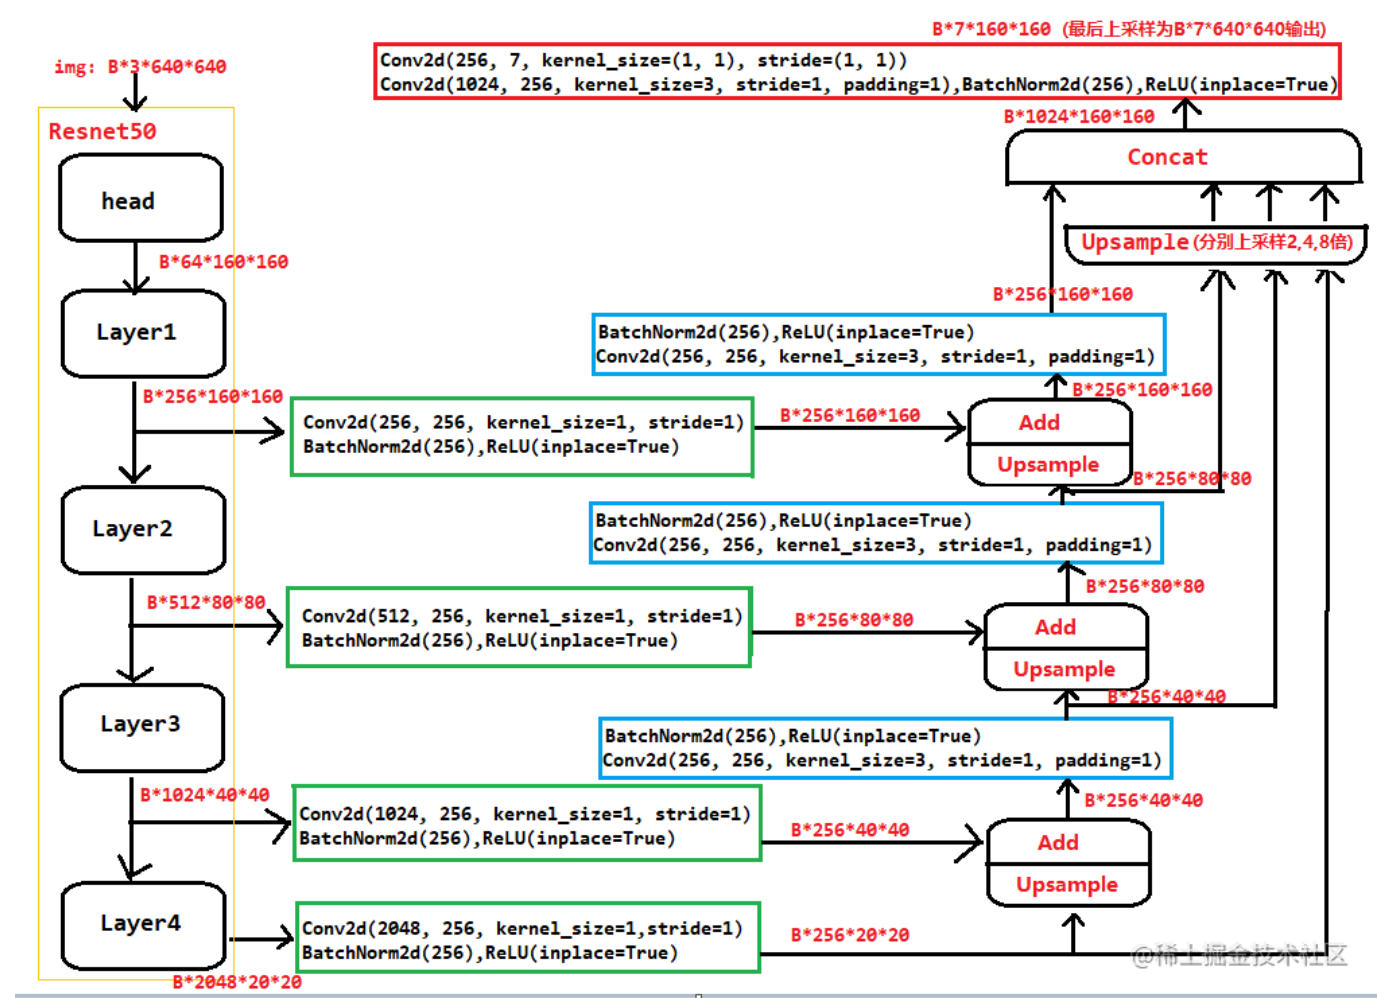 B*7*160*160 (最后上采样为B*7*640*640输出)
Conv2d(256, 7, kernel_size=(1, 1), stride=(1, 1))
Conv2d(1024, 256, kernel_size=3, stride=1, padding=1),BatchNorm2d(256),ReLU(inplace=True)
img: B*3*640*640
B*1024*160*160
Resnet50
Concat
head
Upsample(分别上采样2,4,8倍)
B*64*160*160
B*256*160*160
Layer1
BatchNorm2d(256),ReLU(inplace=True)
Conv2d(256, 256, kernel_size=3, stride=1, padding=1)
B*256*160*160
B*256*160*160
Conv2d(256, 256, kernel_size=1, stride=1)
BatchNorm2d(256),ReLU(inplace=True)
B*256*160*160
Add
Upsample
B*256*80*80
Layer2
BatchNorm2d(256),ReLU(inplace=True)
Conv2d(256, 256, kernel_size=3, stride=1, padding=1)
B*256*80*80
B*512*80*80
Conv2d(512, 256, kernel_size=1, stride=1)
BatchNorm2d(256),ReLU(inplace=True)
B*256*80*80
Add
Upsample
B*256*40*40
Layer3
BatchNorm2d(256),ReLU(inplace=True)
Conv2d(256, 256, kernel_size=3, stride=1, padding=1)
B*256*40*40
B*1024*40*40
Conv2d(1024, 256, kernel_size=1, stride=1)
BatchNorm2d(256),ReLU(inplace=True)
B*256*40*40
Add
Upsample
Layer4
Conv2d(2048, 256, kernel_size=1,stride=1)
BatchNorm2d(256),ReLU(inplace=True)
B*256*20*20
B*2048*20*20
@稀土掘金技术社区